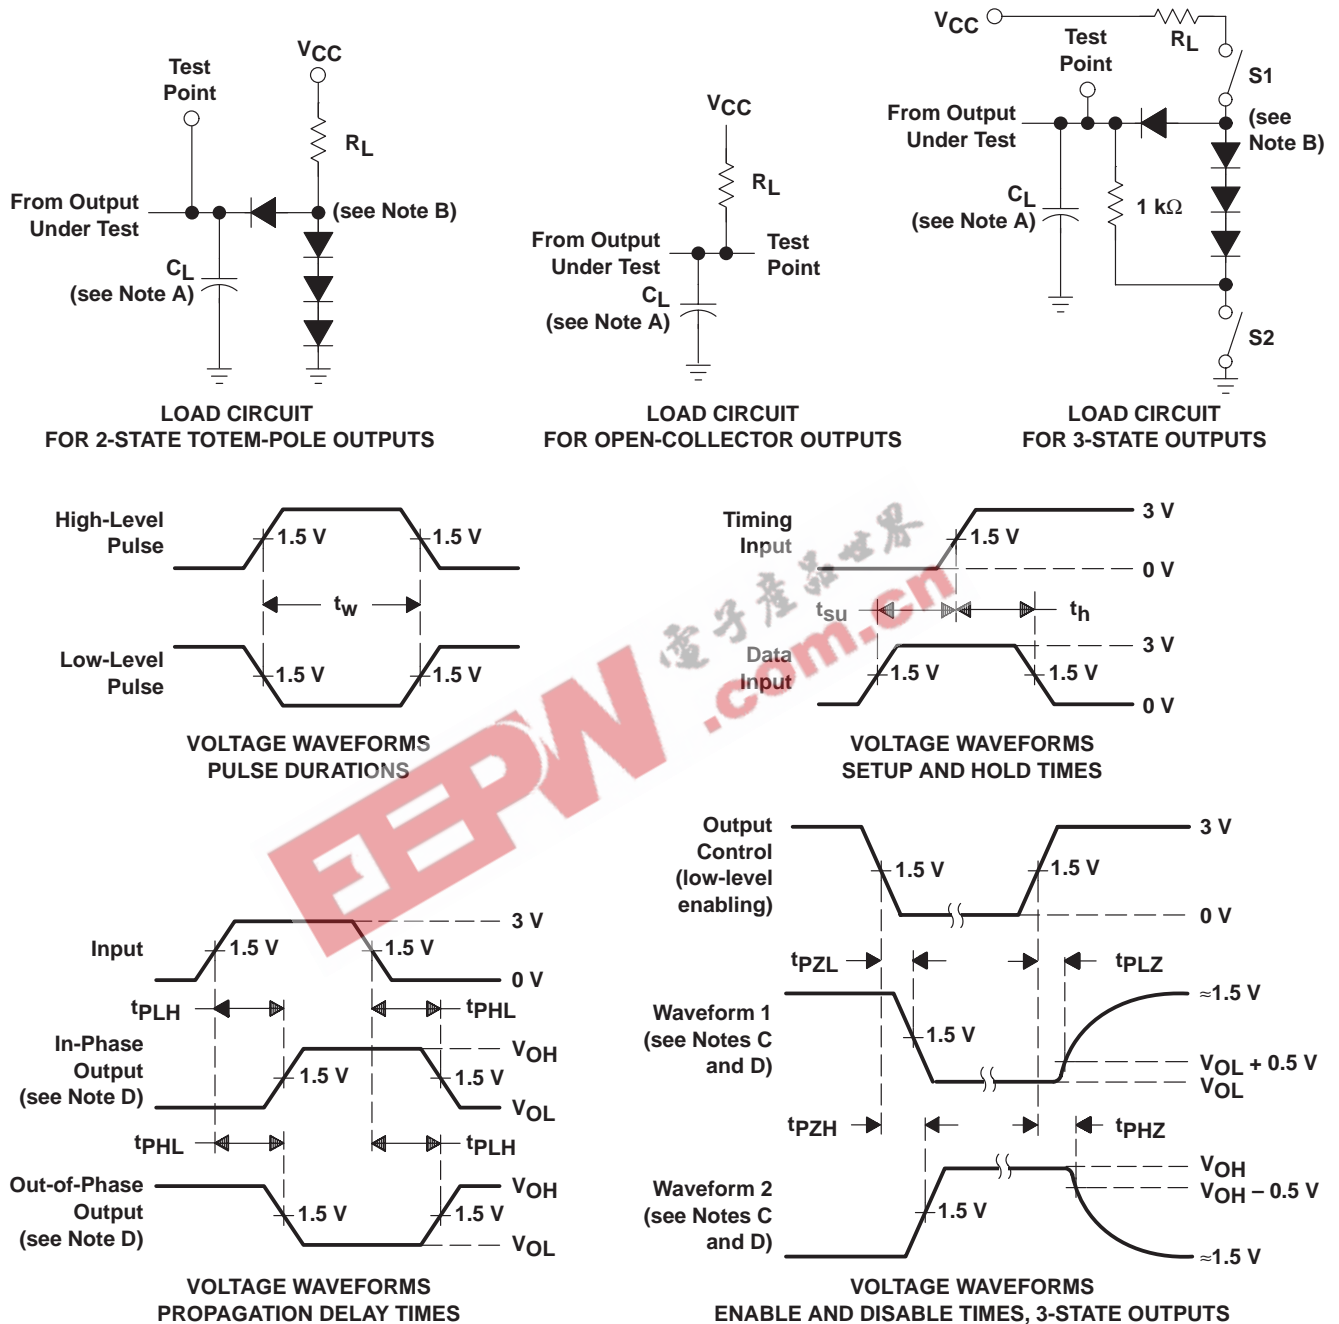 VCC
Test
Point
RL
From Output
Under Test
(see Note B)
CL
(see Note A)
LOAD CIRCUIT
FOR 2-STATE TOTEM-POLE OUTPUTS
VCC
RL
From Output
Under Test
Test
Point
CL
(see Note A)
LOAD CIRCUIT
FOR OPEN-COLLECTOR OUTPUTS
VCC
RL
Test
Point
S1
From Output
Under Test
(see
Note B)
CL
(see Note A)
1 kΩ
S2
LOAD CIRCUIT
FOR 3-STATE OUTPUTS
High-Level
Pulse
1.5 V
1.5 V
tw
Low-Level
Pulse
1.5 V
1.5 V
VOLTAGE WAVEFORMS
PULSE DURATIONS
Timing
Input
1.5 V
3 V
0 V
tsu
th
Data
Input
1.5 V
1.5 V
3 V
0 V
VOLTAGE WAVEFORMS
SETUP AND HOLD TIMES
電子產品世界
EEPW
.com.cn
Input
1.5 V
1.5 V
3 V
0 V
tPLH
tPHL
In-Phase
Output
(see Note D)
1.5 V
1.5 V
VOH
VOL
tPHL
tPLH
Out-of-Phase
Output
(see Note D)
1.5 V
1.5 V
VOH
VOL
VOLTAGE WAVEFORMS
PROPAGATION DELAY TIMES
Output
Control
(low-level
enabling)
1.5 V
1.5 V
3 V
0 V
tPZL
tPLZ
Waveform 1
(see Notes C
and D)
1.5 V
≈1.5 V
VOL + 0.5 V
VOL
tPZH
tPHZ
Waveform 2
(see Notes C
and D)
1.5 V
VOH
VOH – 0.5 V
≈1.5 V
VOLTAGE WAVEFORMS
ENABLE AND DISABLE TIMES, 3-STATE OUTPUTS